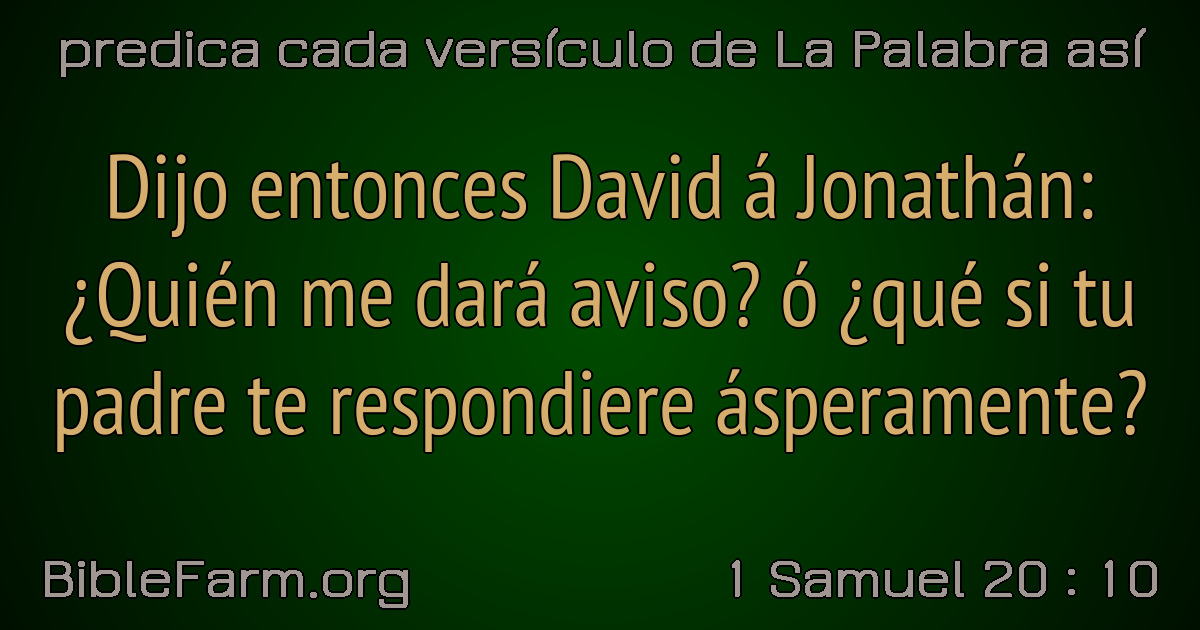 predica cada versículo de La Palabra así
Dijo entonces David á Jonathán:
¿Quién me dará aviso? ó ¿qué si tu
padre te respondiere ásperamente?
BibleFarm.org
1 Samuel 20 : 10